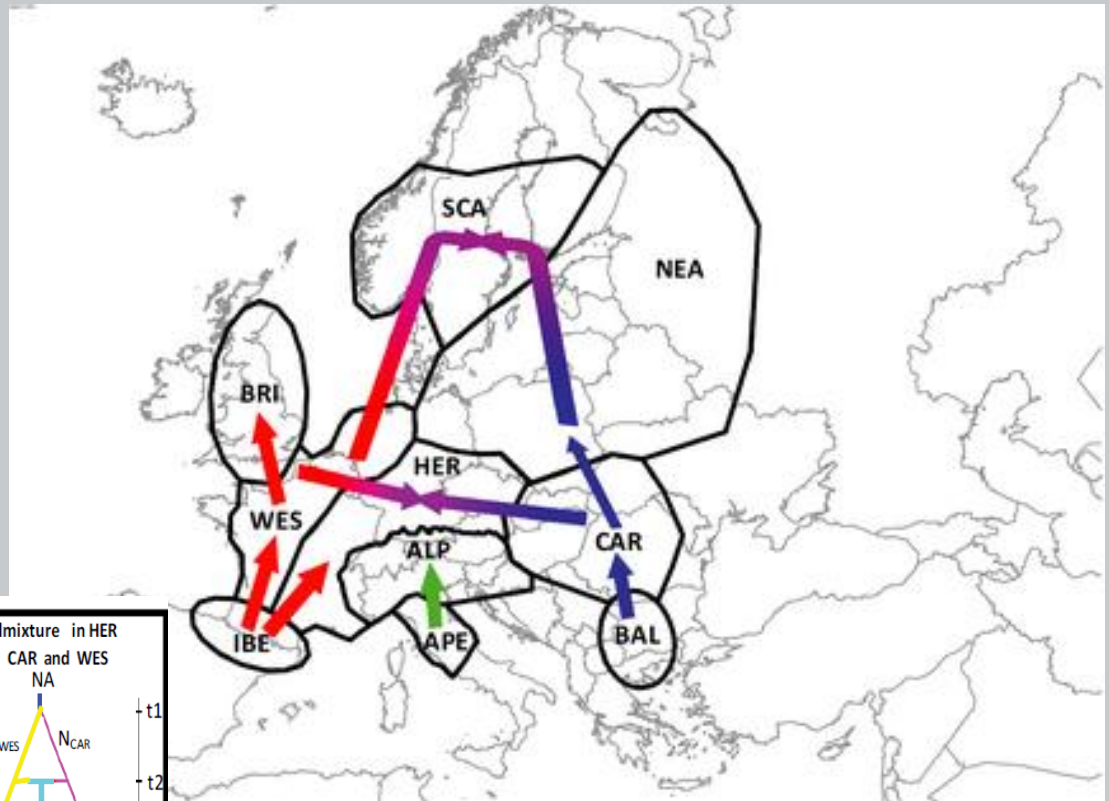 SCA
NEA
BRI
HER
WES
ALP
CAR
IBE
APE
BAL
in HER
CAR and WES
NA
t1
WES
NCAR
t2